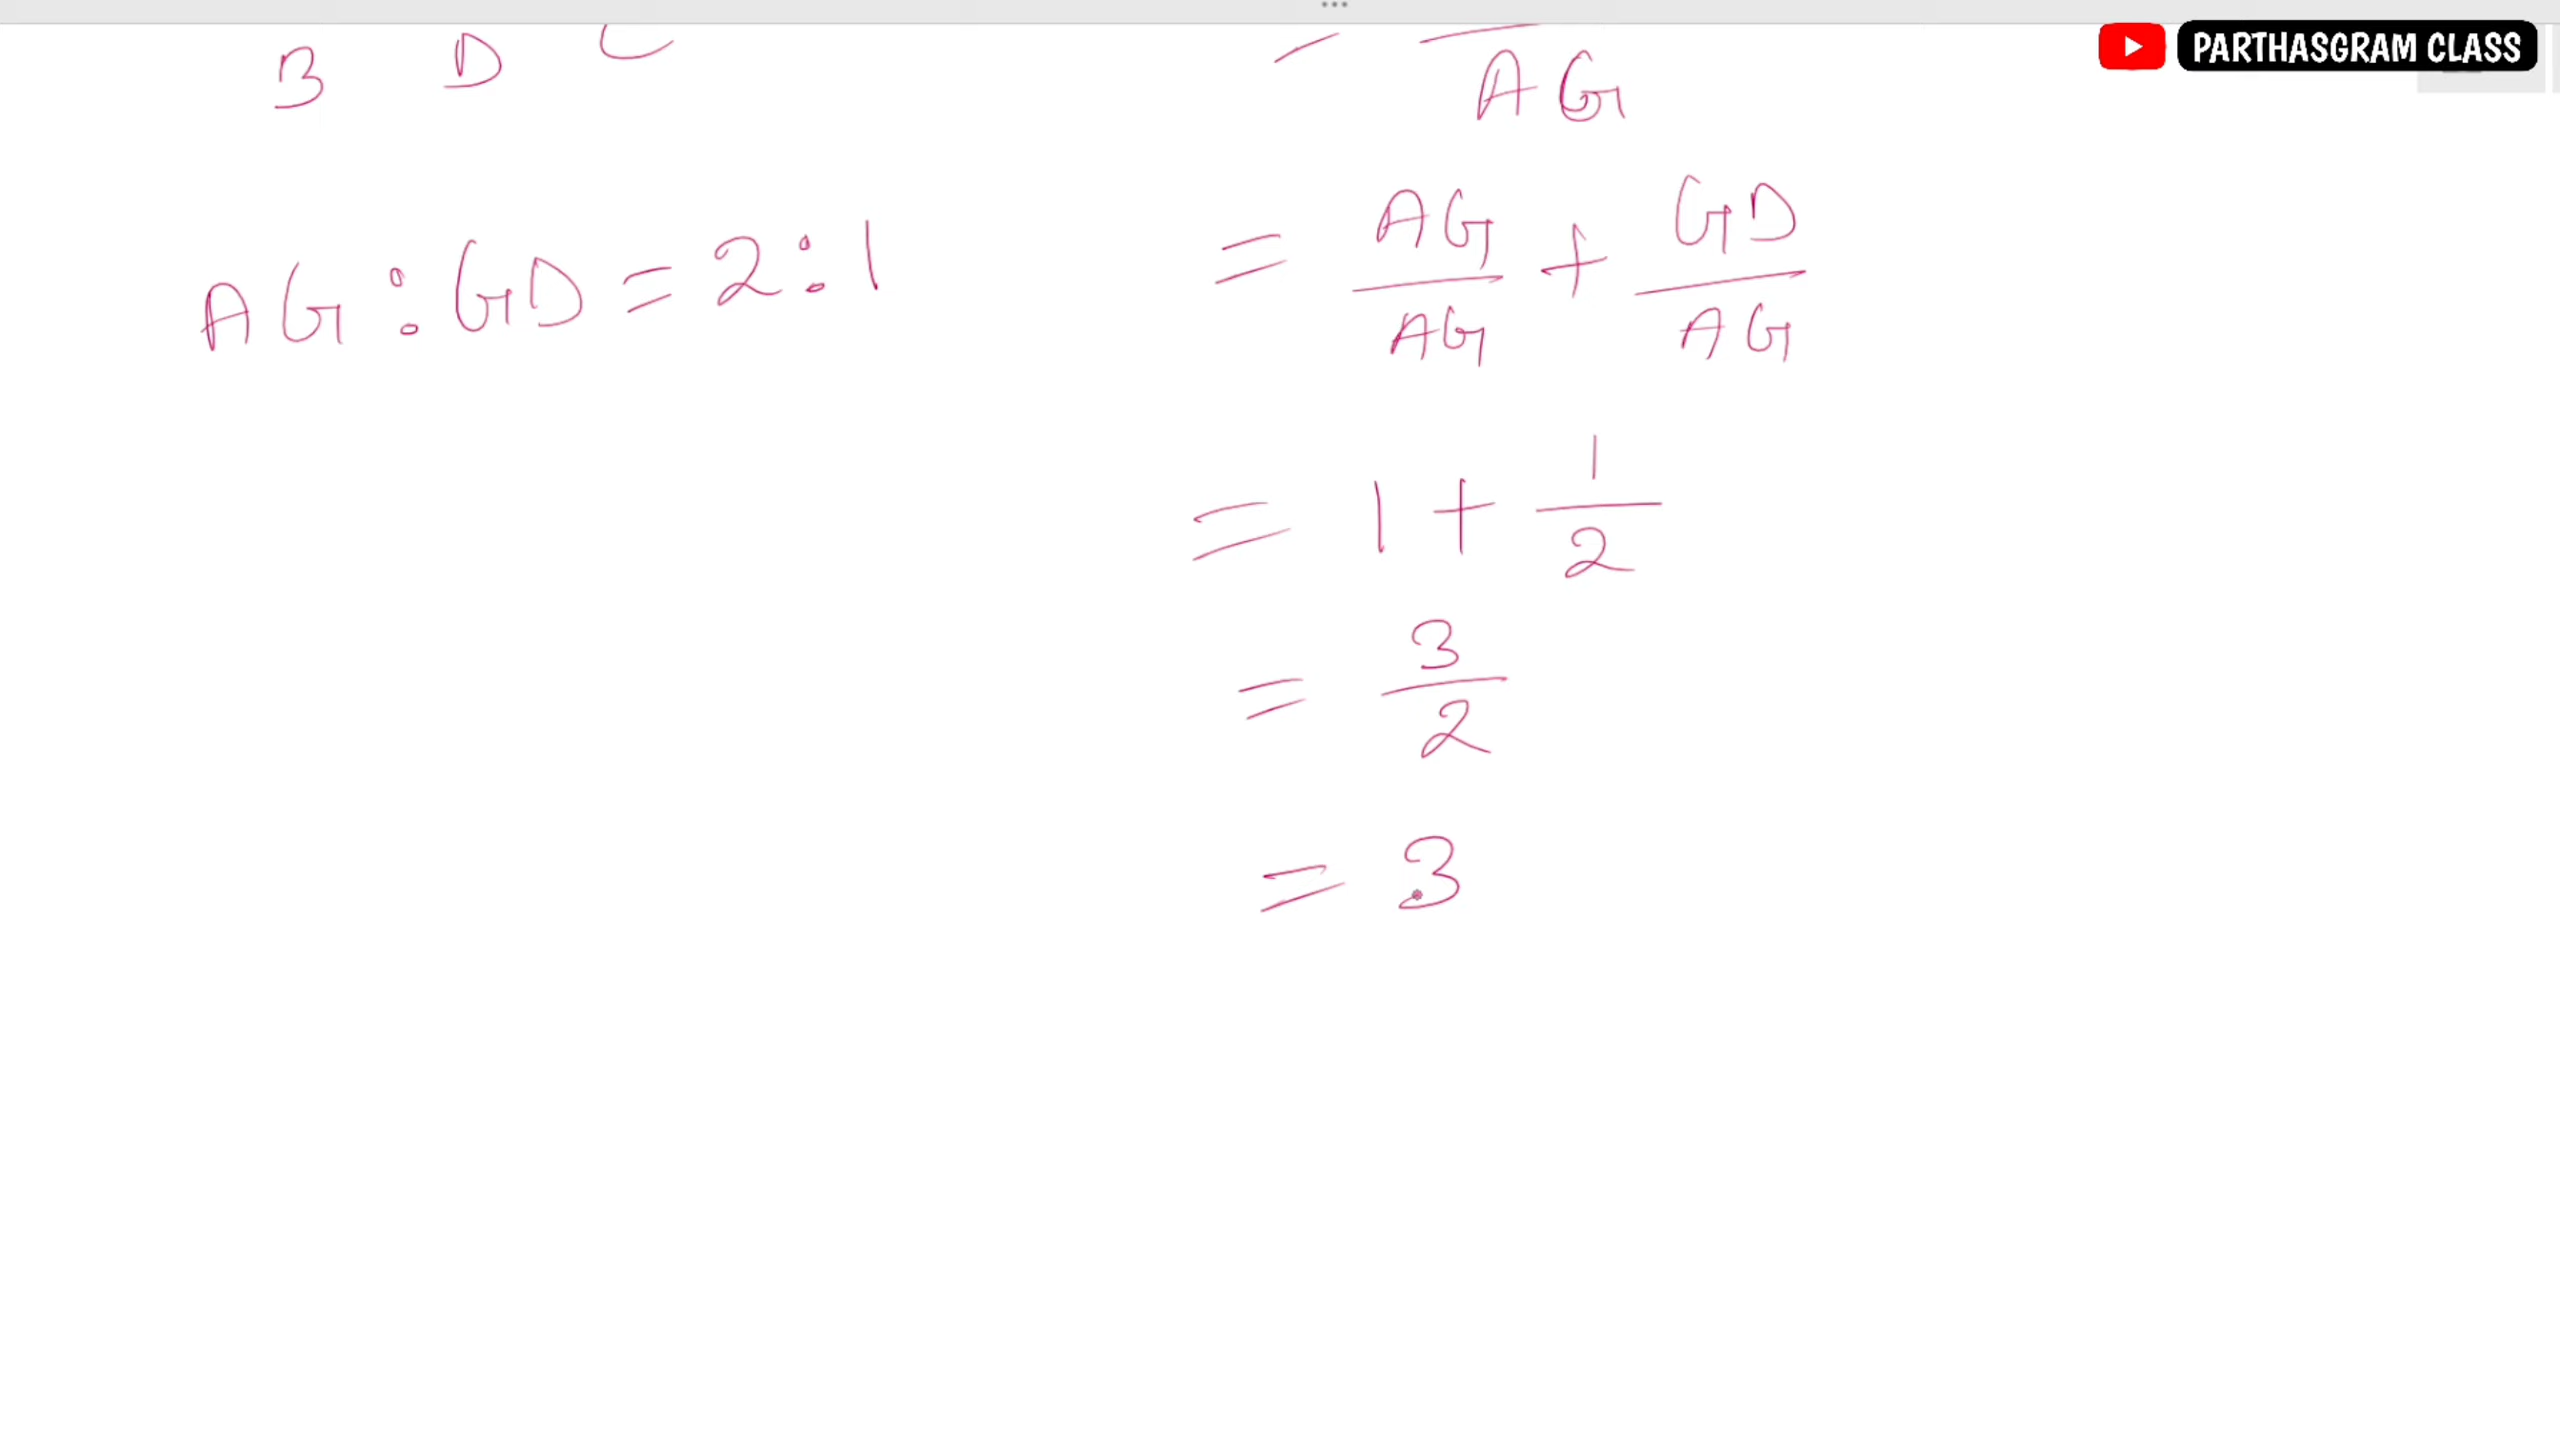 PARTHASGRAM CLASS
B D C
AG
AG : GD = 2 : 1
= AG/AG + GD/AG
= 1 + 1/2
= 3/2
= 3